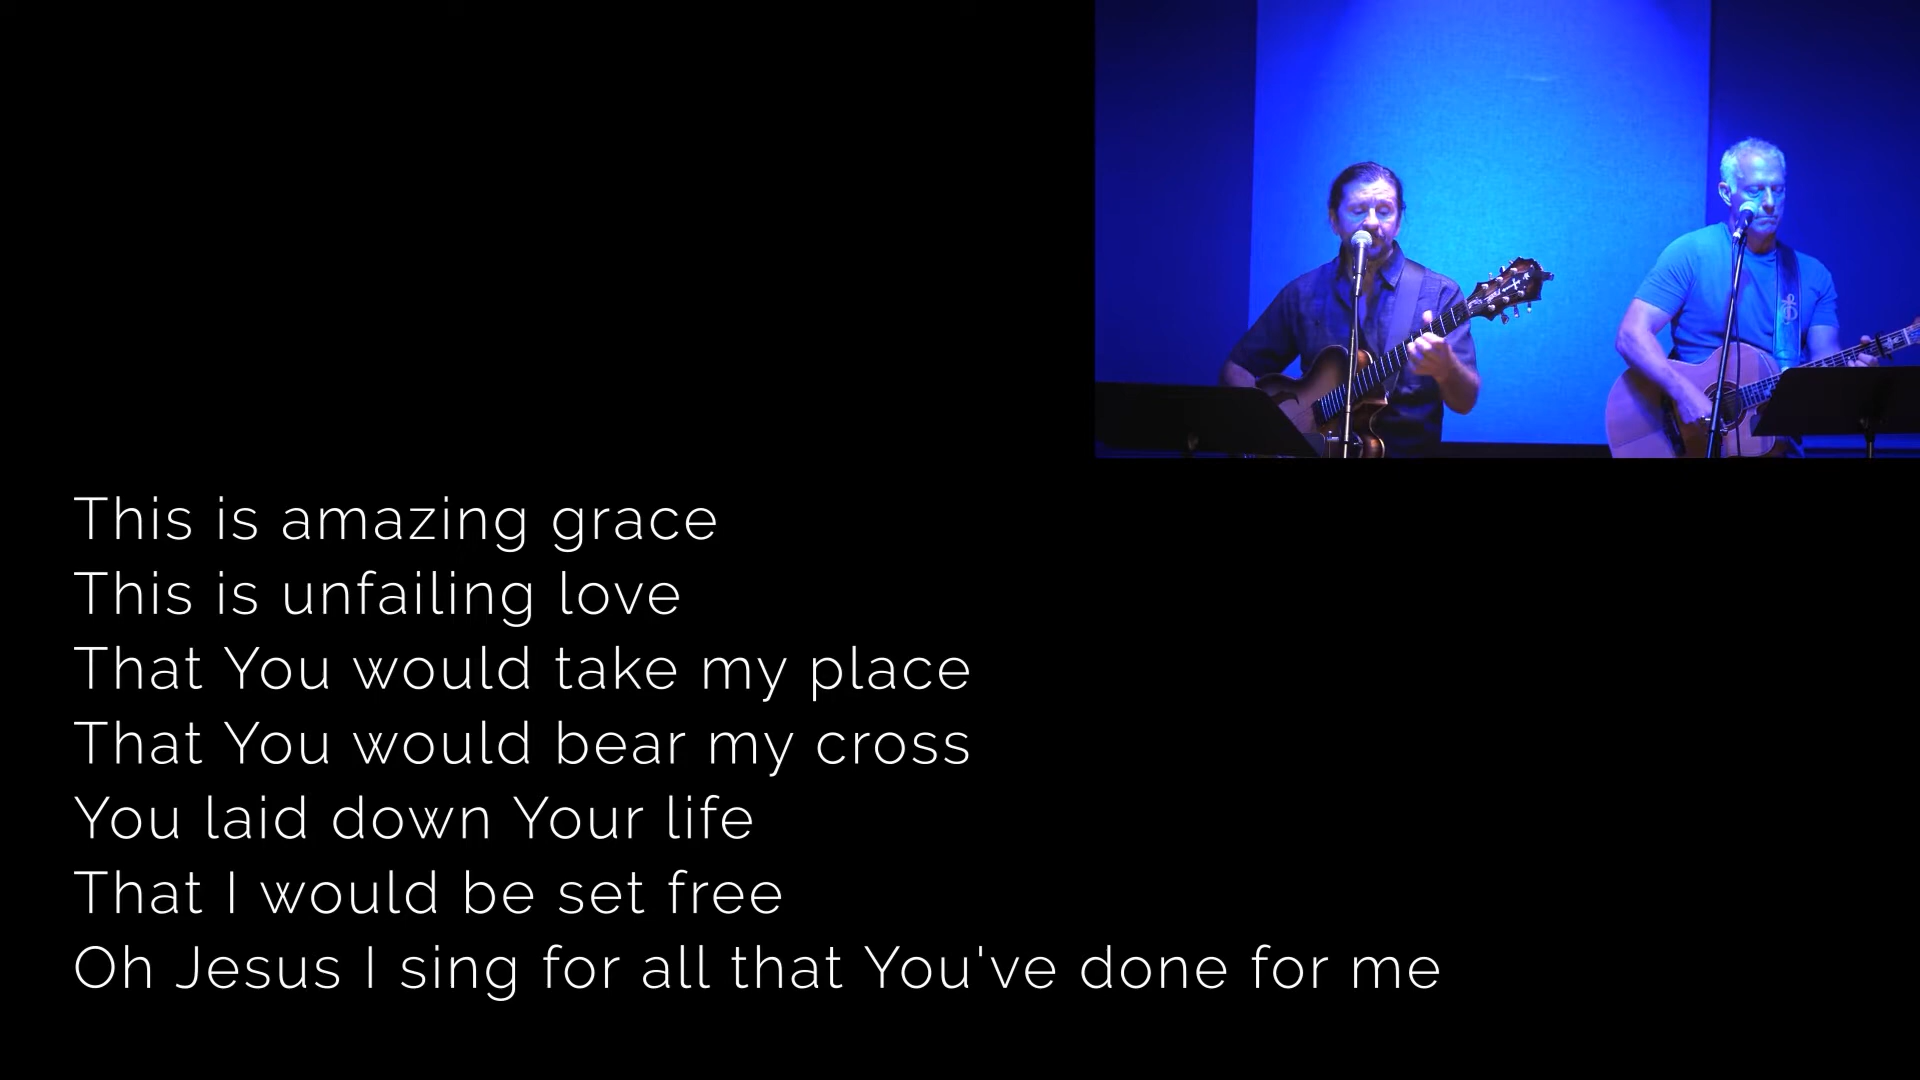 This is amazing grace
This is unfailing love
That You would take my place
That You would bear my cross
You laid down Your life
That I would be set free
Oh Jesus I sing for all that You've done for me